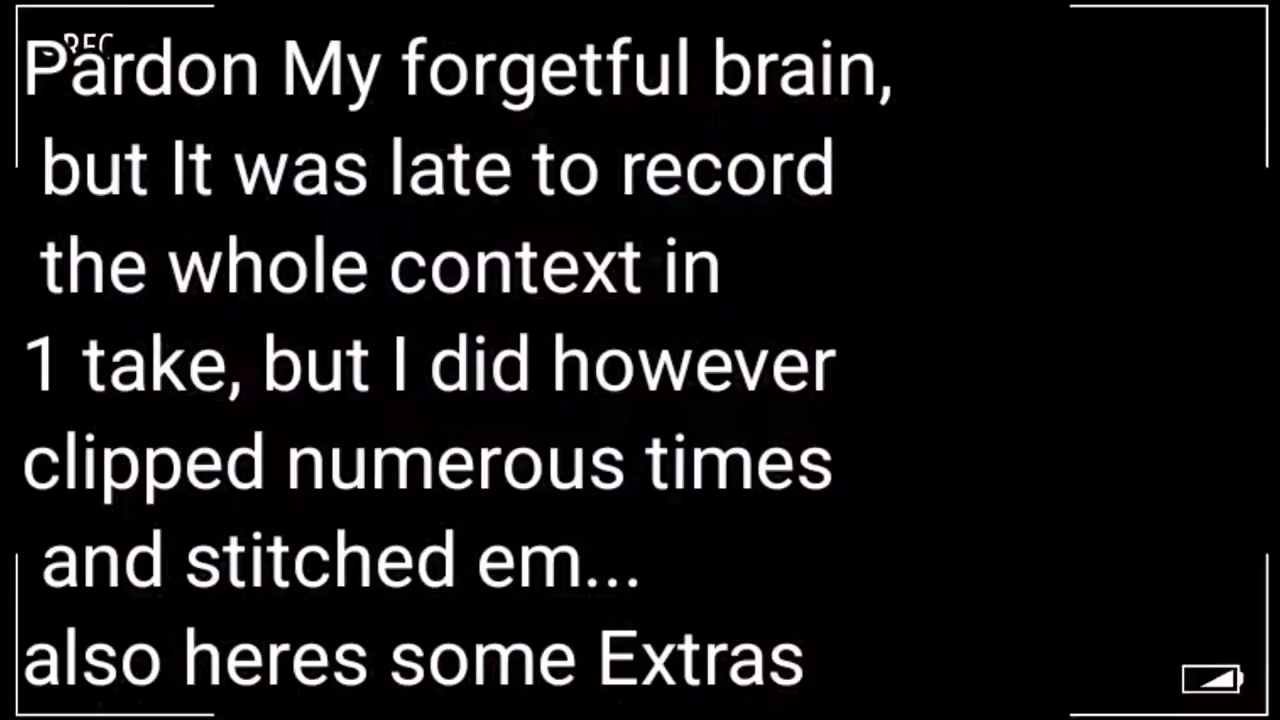 REC
Pardon My forgetful brain,
but It was late to record
the whole context in
1 take, but I did however
clipped numerous times
and stitched em...
also heres some Extras